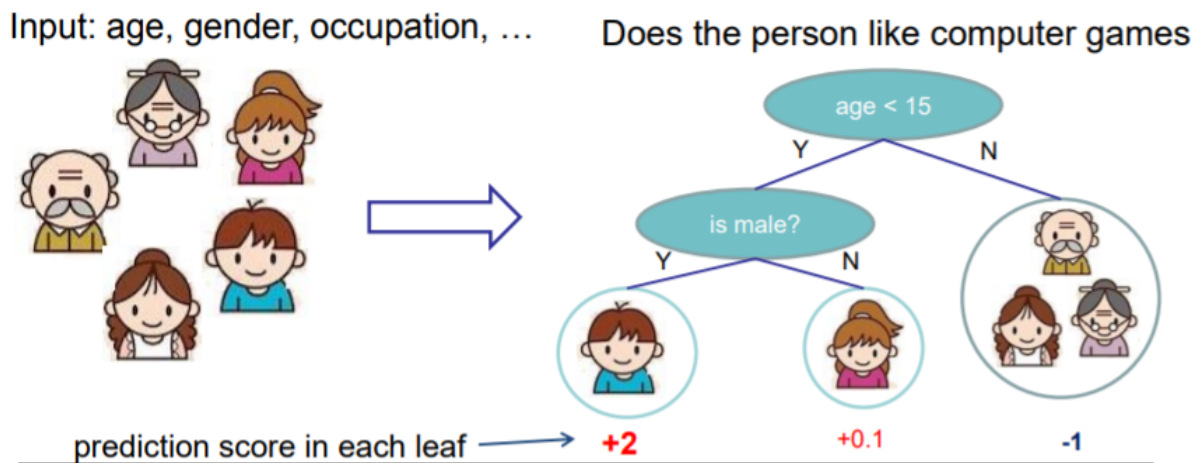 Input: age, gender, occupation, …
Does the person like computer games
age < 15
Y
N
is male?
Y
N
prediction score in each leaf
+2
+0.1
-1